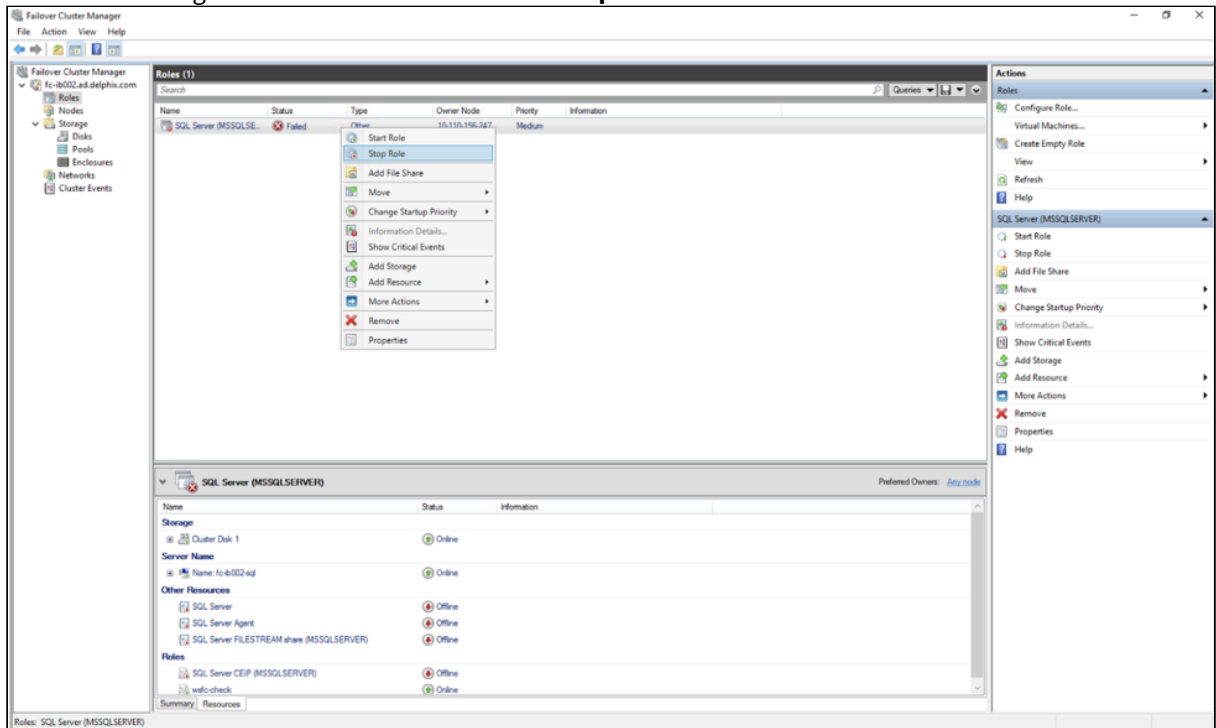 Failover Cluster Manager
File Action View Help
Failover Cluster Manager
fc-ib002.ad.delphix.com
Roles
Nodes
Storage
Disks
Pools
Enclosures
Networks
Cluster Events
Roles (1)
Search
Queries
Name Status Type Owner Node Priority Information
SQL Server (MSSQLSE... Failed Other 10-110-156-247 Medium
Start Role
Stop Role
Add File Share
Move
Change Startup Priority
Information Details...
Show Critical Events
Add Storage
Add Resource
More Actions
Remove
Properties
SQL Server (MSSQLSERVER)
Preferred Owners: Any node
Name Status Information
Storage
Cluster Disk 1 Online
Server Name
Name: fc-ib002-sql Online
Other Resources
SQL Server Offline
SQL Server Agent Offline
SQL Server FILESTREAM share (MSSQLSERVER) Offline
Roles
SQL Server CEIP (MSSQLSERVER) Offline
wsfc-check Online
Summary Resources
Actions
Roles
Configure Role...
Virtual Machines...
Create Empty Role
View
Refresh
Help
SQL Server (MSSQLSERVER)
Start Role
Stop Role
Add File Share
Move
Change Startup Priority
Information Details...
Show Critical Events
Add Storage
Add Resource
More Actions
Remove
Properties
Help
Roles: SQL Server (MSSQLSERVER)